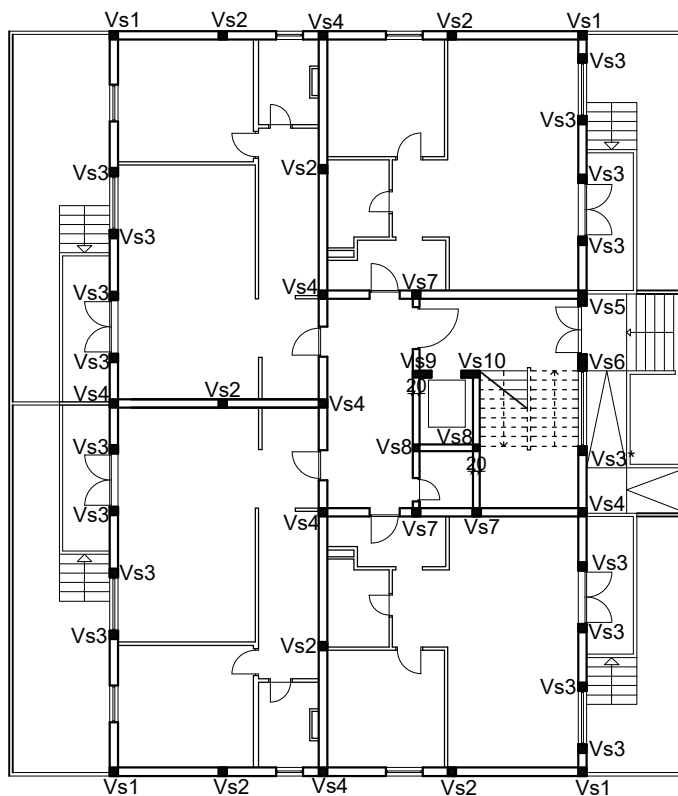 Vs1 Vs2 Vs4 Vs2 Vs1
Vs3
Vs3
Vs3 Vs2 Vs3
Vs3 Vs3
Vs3 Vs4 Vs7 Vs5
Vs3 Vs9 Vs10 Vs6
20
Vs4 Vs2 Vs4
Vs3 Vs8 Vs8 Vs3*
20
Vs3 Vs4 Vs7 Vs7 Vs4
Vs3 Vs3
Vs3 Vs2 Vs3
Vs3
Vs3
Vs1 Vs2 Vs4 Vs2 Vs1